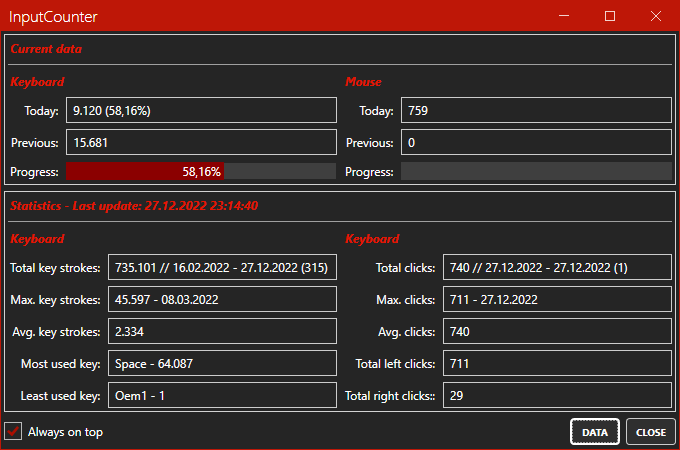 InputCounter
Current data
Keyboard
Today: 9.120 (58,16%)
Previous: 15.681
Progress: 58,16%
Mouse
Today: 759
Previous: 0
Progress:
Statistics - Last update: 27.12.2022 23:14:40
Keyboard
Total key strokes: 735.101 // 16.02.2022 - 27.12.2022 (315)
Max. key strokes: 45.597 - 08.03.2022
Avg. key strokes: 2.334
Most used key: Space - 64.087
Least used key: Oem1 - 1
Keyboard
Total clicks: 740 // 27.12.2022 - 27.12.2022 (1)
Max. clicks: 711 - 27.12.2022
Avg. clicks: 740
Total left clicks: 711
Total right clicks:: 29
Always on top
DATA
CLOSE